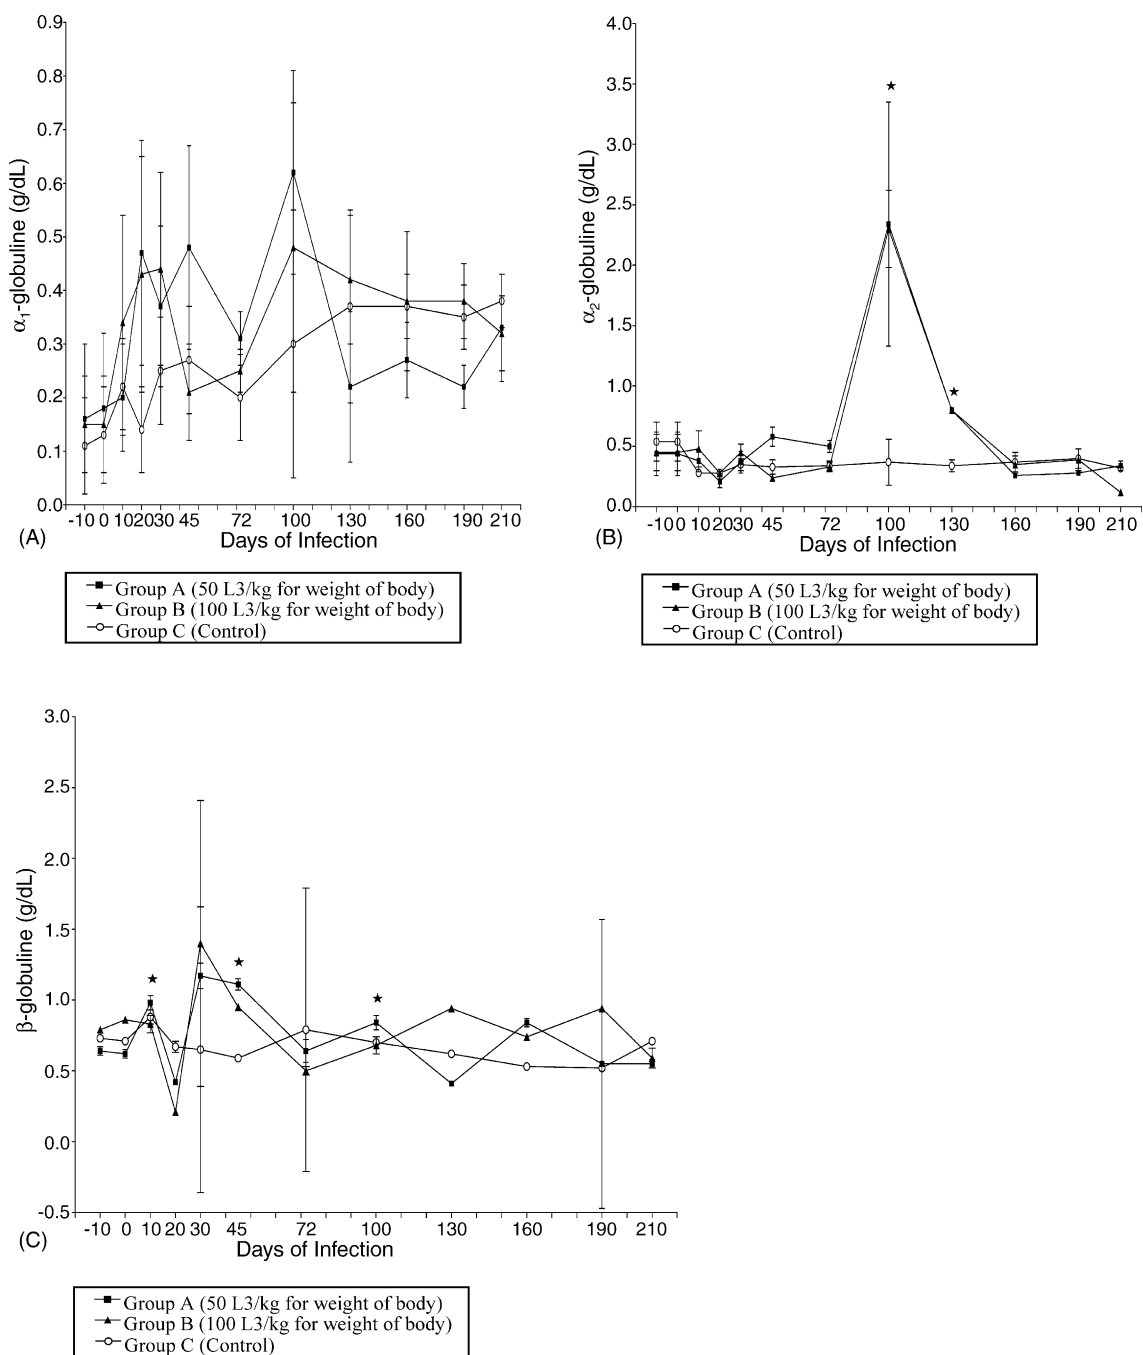 0.9
0.8
0.7
0.6
0.5
0.4
0.3
0.2
0.1
0.0
α1-globuline (g/dL)
-10 0 10 20 30 45 72 100 130 160 190 210
Days of Infection
(A)
Group A (50 L3/kg for weight of body)
Group B (100 L3/kg for weight of body)
Group C (Control)
4.0
3.5
3.0
2.5
2.0
1.5
1.0
0.5
0.0
α2-globuline (g/dL)
-10 0 10 20 30 45 72 100 130 160 190 210
Days of Infection
(B)
Group A (50 L3/kg for weight of body)
Group B (100 L3/kg for weight of body)
Group C (Control)
3.0
2.5
2.0
1.5
1.0
0.5
0.0
-0.5
β-globuline (g/dL)
-10 0 10 20 30 45 72 100 130 160 190 210
Days of Infection
(C)
Group A (50 L3/kg for weight of body)
Group B (100 L3/kg for weight of body)
Group C (Control)